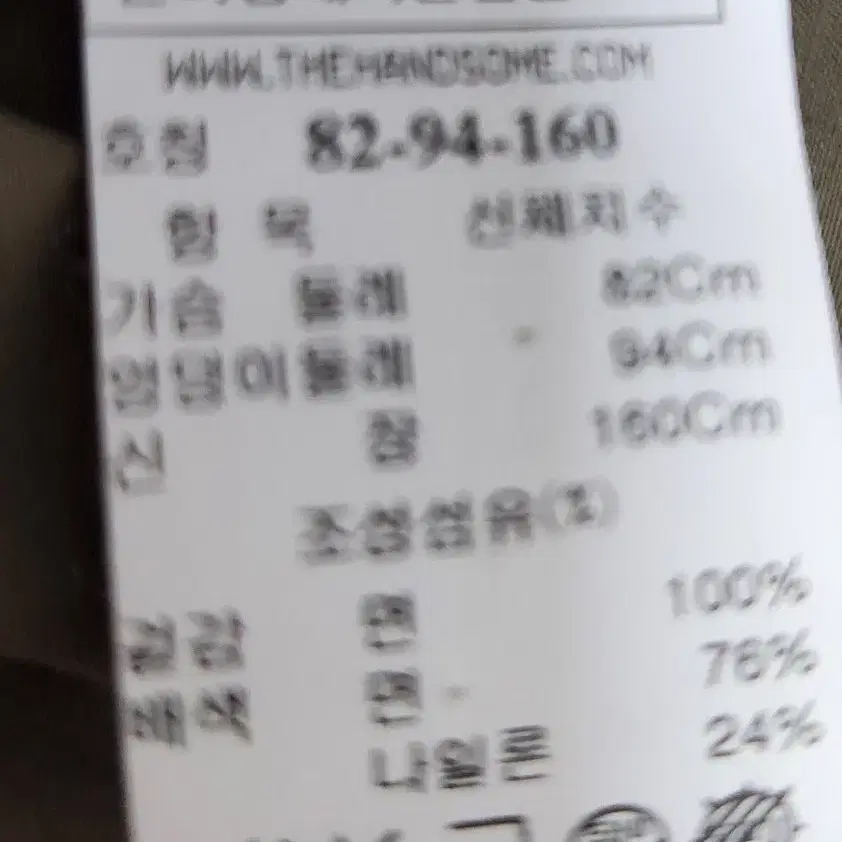 WWW.THEHANDSOME.COM
호칭 82-94-160
항 목 신체치수
가슴 둘레 82Cm
엉덩이둘레 94Cm
신 장 160Cm
조성섬유(%)
겉감 면 100%
배색 면 76%
나일론 24%